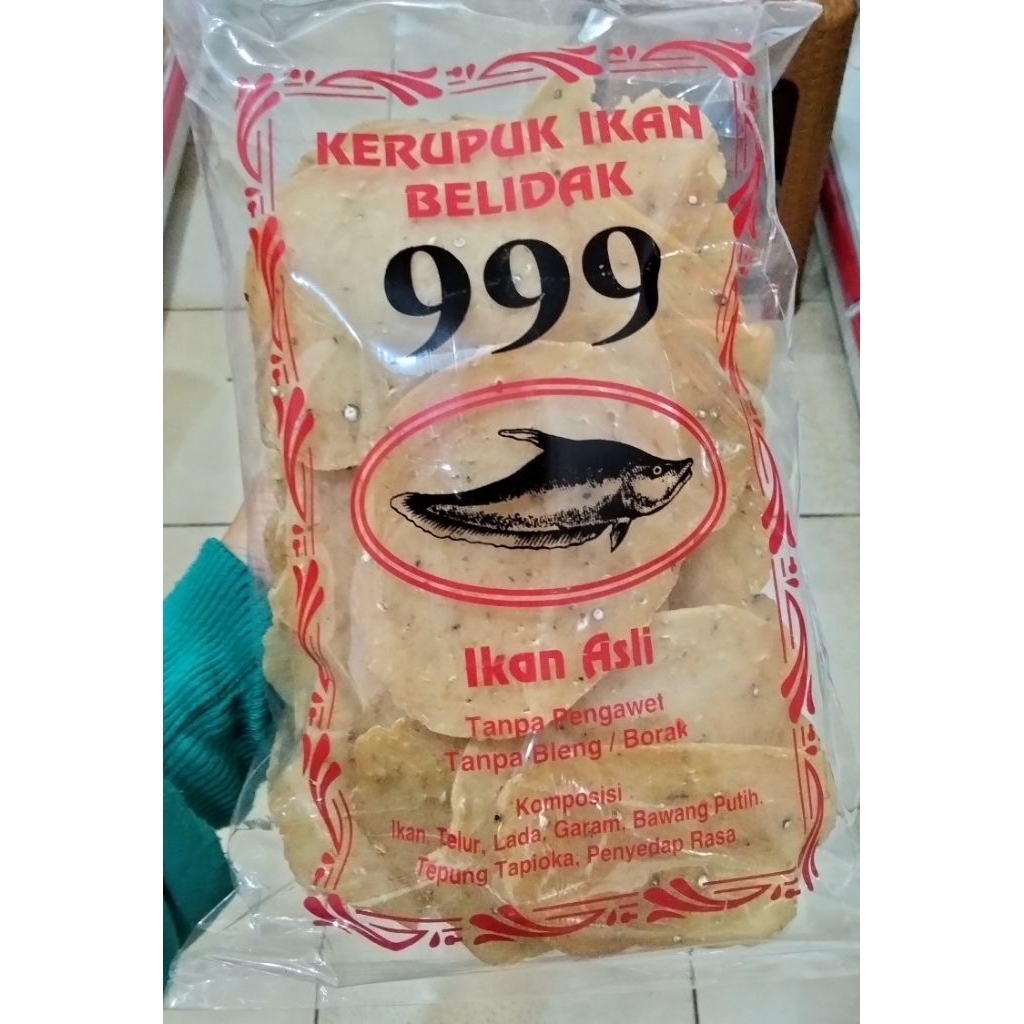 KERUPUK IKAN
BELIDAK
999
Ikan Asli
Tanpa Pengawet
Tanpa Bleng / Borak
Komposisi
Ikan, Telur, Lada, Garam, Bawang Putih.
Tepung Tapioka, Penyedap Rasa